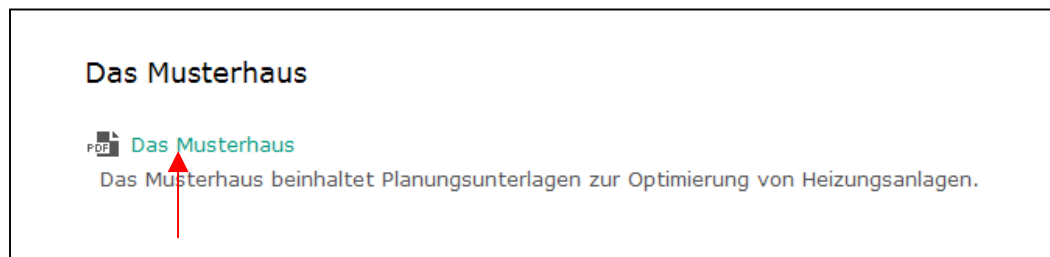 Das Musterhaus
PDF Das Musterhaus
Das Musterhaus beinhaltet Planungsunterlagen zur Optimierung von Heizungsanlagen.